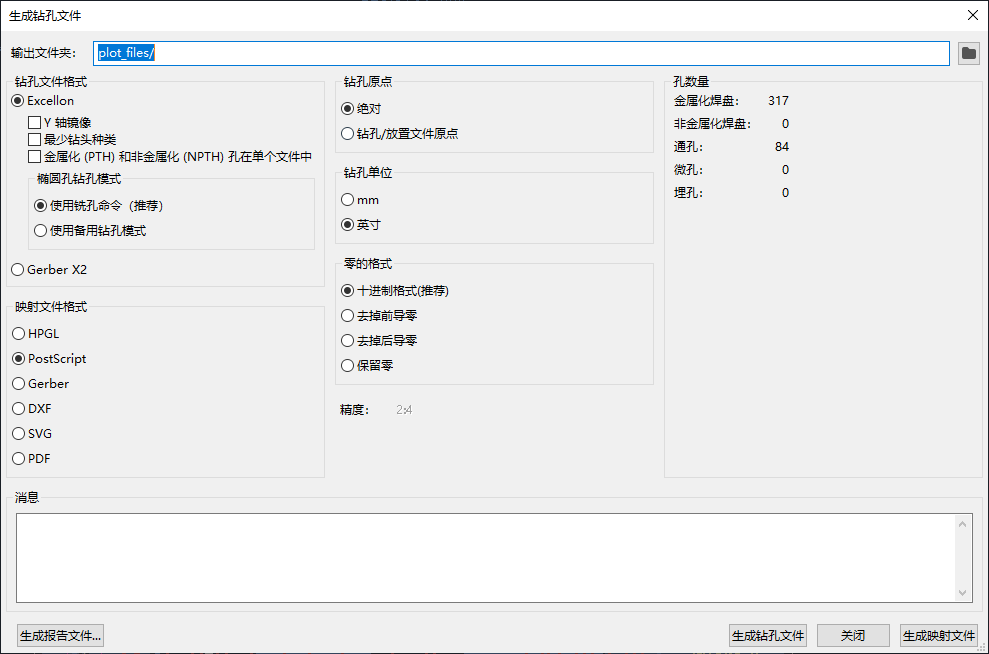 生成钻孔文件
输出文件夹:
plot_files/
钻孔文件格式
Excellon
Y 轴镜像
最少钻头种类
金属化 (PTH) 和非金属化 (NPTH) 孔在单个文件中
椭圆孔钻孔模式
使用铣孔命令（推荐）
使用备用钻孔模式
Gerber X2
映射文件格式
HPGL
PostScript
Gerber
DXF
SVG
PDF
钻孔原点
绝对
钻孔/放置文件原点
钻孔单位
mm
英寸
零的格式
十进制格式(推荐)
去掉前导零
去掉后导零
保留零
精度: 2:4
孔数量
金属化焊盘: 317
非金属化焊盘: 0
通孔: 84
微孔: 0
埋孔: 0
消息
生成报告文件... 生成钻孔文件 关闭 生成映射文件